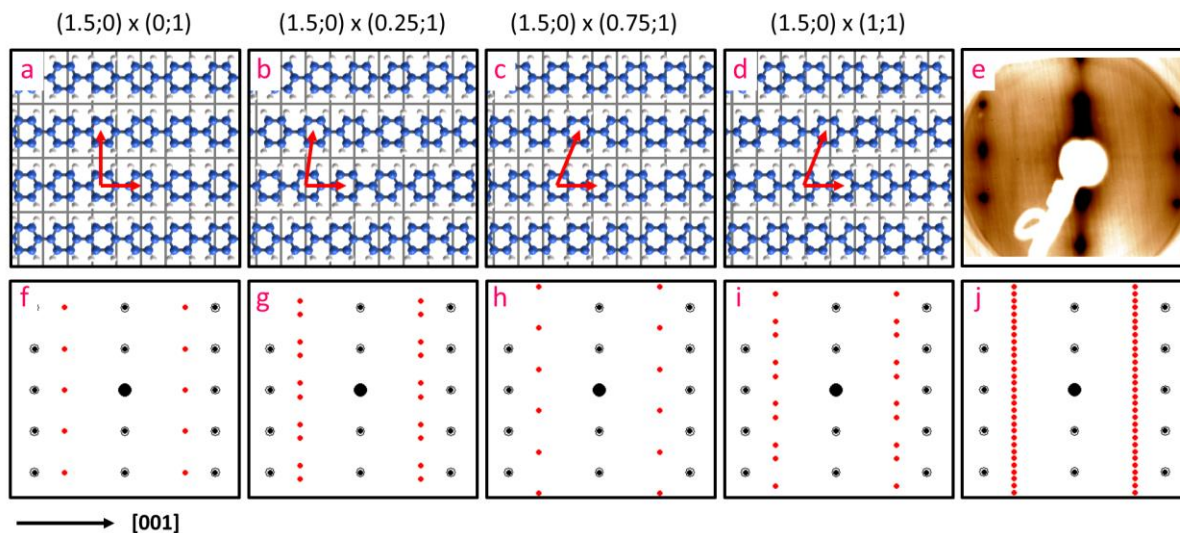 (1.5;0) x (0;1) (1.5;0) x (0.25;1) (1.5;0) x (0.75;1) (1.5;0) x (1;1)
a b c d e
f g h i j
[001]